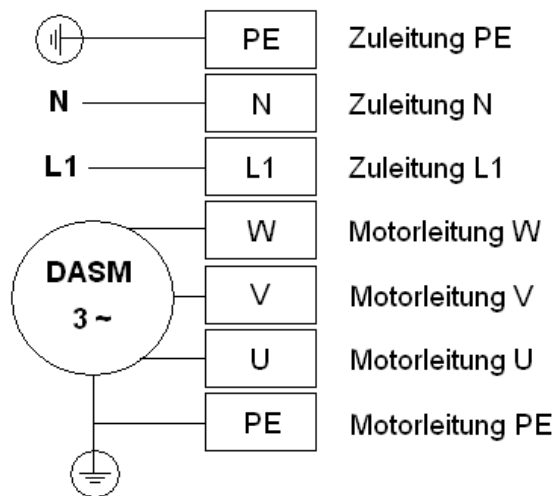 PE Zuleitung PE
N N Zuleitung N
L1 L1 Zuleitung L1
W Motorleitung W
DASM
3 ~ V Motorleitung V
U Motorleitung U
PE Motorleitung PE